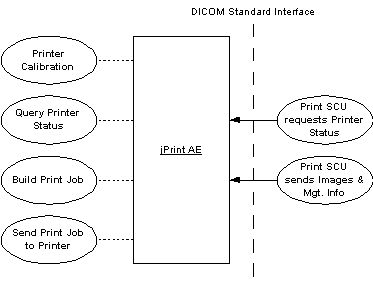 DICOM Standard Interface
Printer
Calibration
Query Printer
Status
Build Print Job
Send Print Job
to Printer
iPrint AE
Print SCU
requests Printer
Status
Print SCU
sends Images &
Mgt. Info